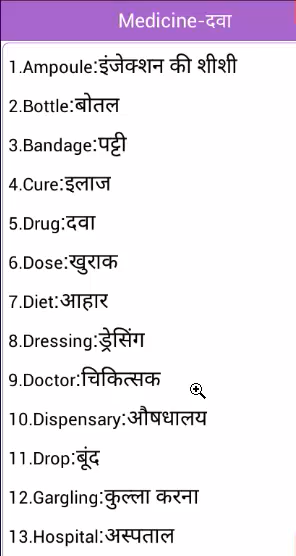 Medicine-दवा
1.Ampoule:इंजेक्शन की शीशी
2.Bottle:बोतल
3.Bandage:पट्टी
4.Cure:इलाज
5.Drug:दवा
6.Dose:खुराक
7.Diet:आहार
8.Dressing:ड्रेसिंग
9.Doctor:चिकित्सक
10.Dispensary:औषधालय
11.Drop:बूंद
12.Gargling:कुल्ला करना
13.Hospital:अस्पताल